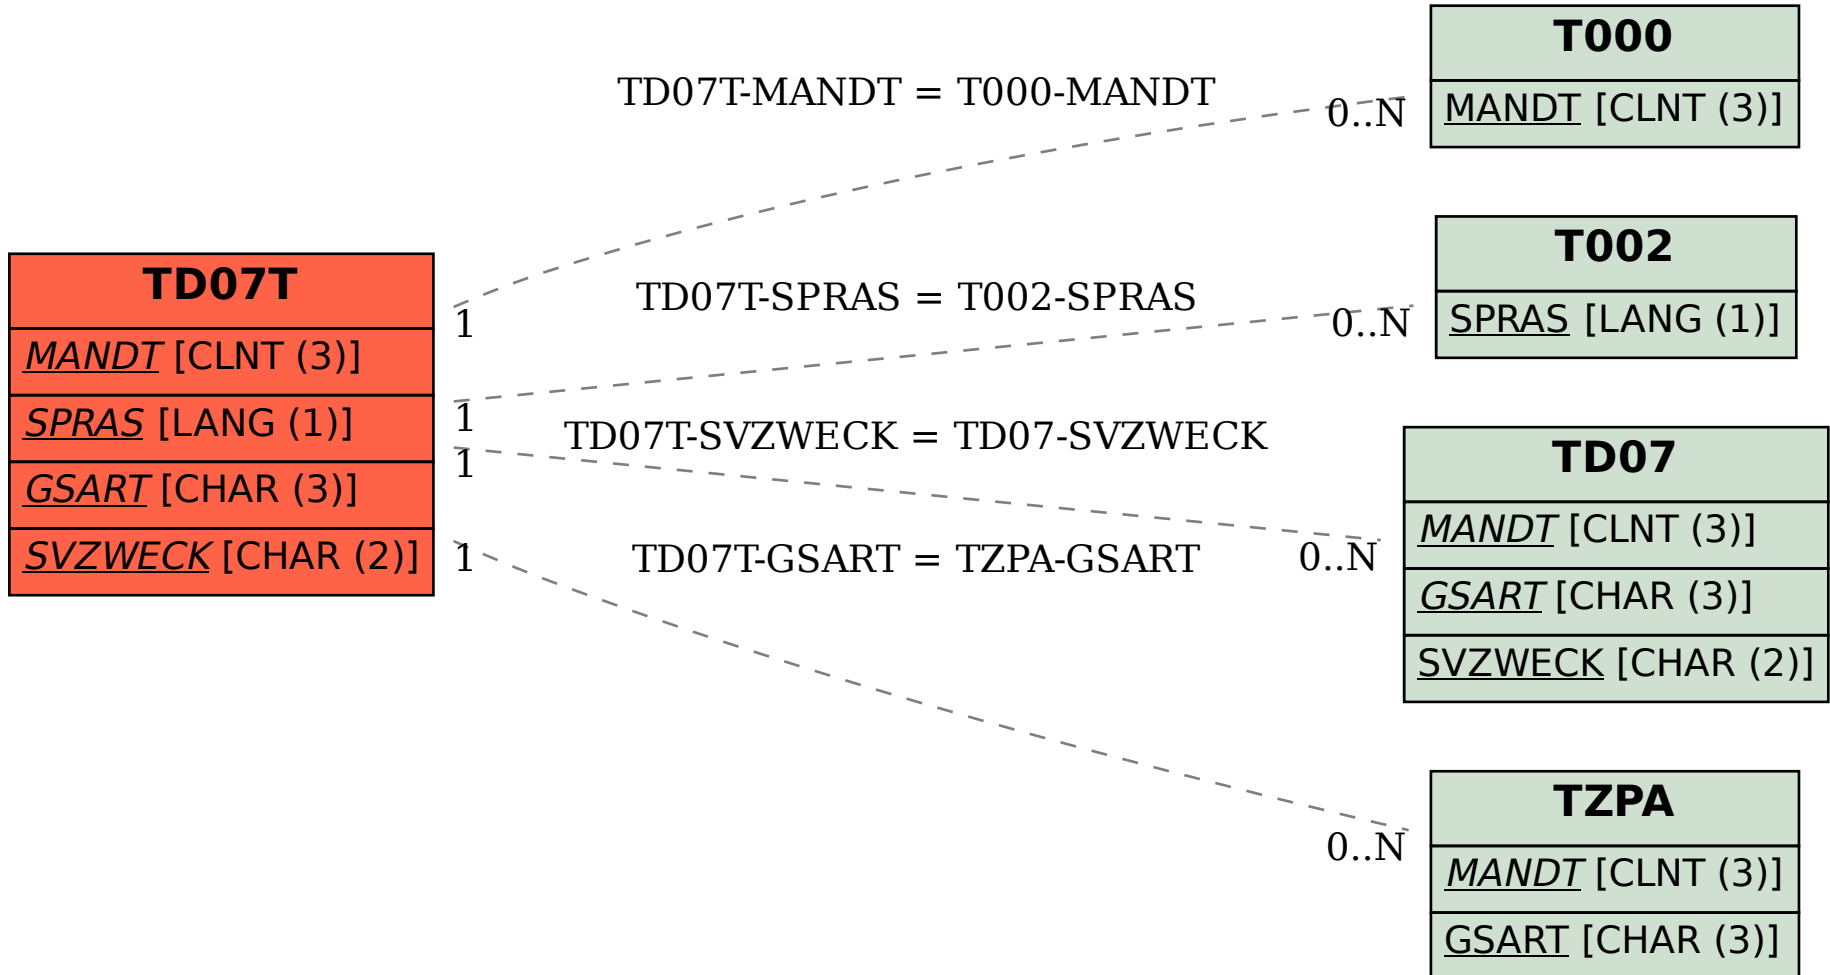 TD07T
MANDT [CLNT (3)]
SPRAS [LANG (1)]
GSART [CHAR (3)]
SVZWECK [CHAR (2)]
TD07T-MANDT = T000-MANDT
1
0..N
TD07T-SPRAS = T002-SPRAS
1
0..N
TD07T-SVZWECK = TD07-SVZWECK
1
0..N
TD07T-GSART = TZPA-GSART
1
0..N
T000
MANDT [CLNT (3)]
T002
SPRAS [LANG (1)]
TD07
MANDT [CLNT (3)]
GSART [CHAR (3)]
SVZWECK [CHAR (2)]
TZPA
MANDT [CLNT (3)]
GSART [CHAR (3)]